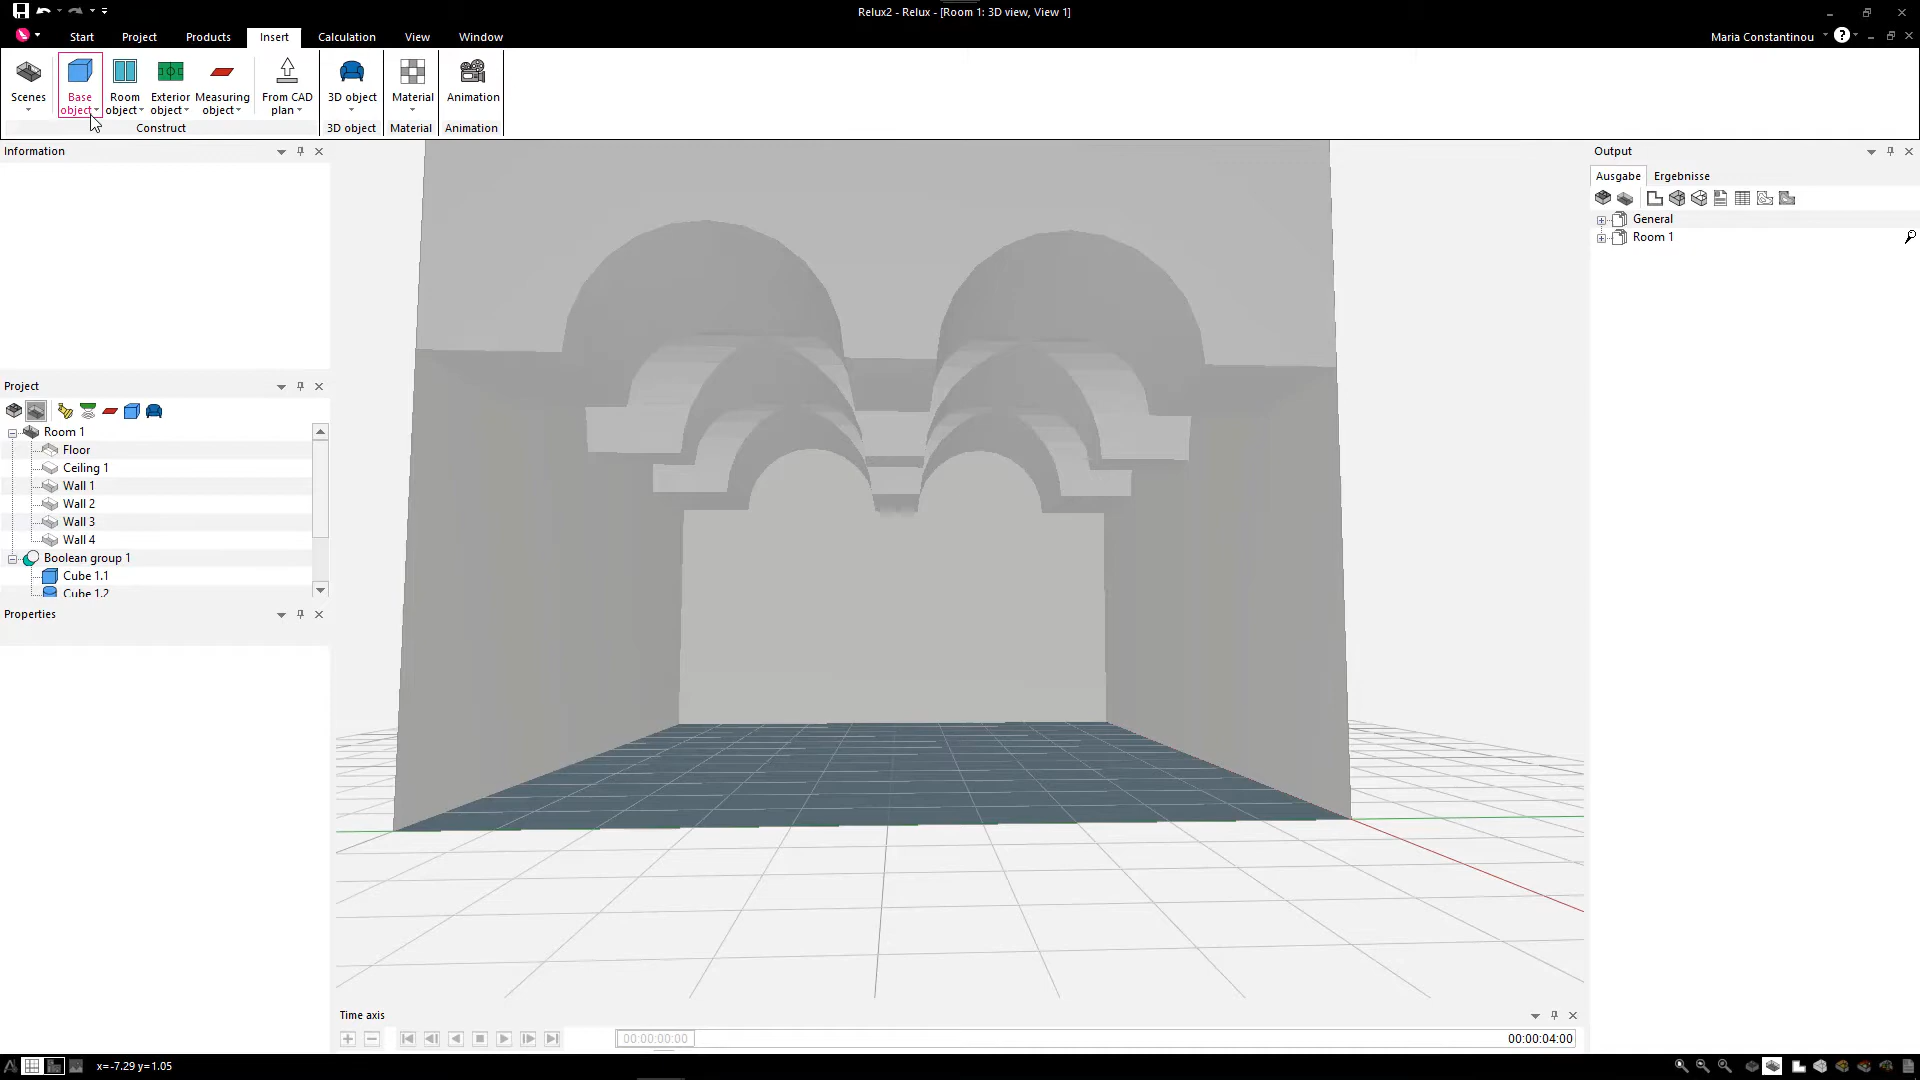 Relux2 - Relux - [Room 1: 3D view, View 1]
Start Project Products Insert Calculation View Window
Maria Constantinou
Scenes
Base object
Room object
Exterior object
Measuring object
From CAD plan
3D object
Material
Animation
Construct 3D object Material Animation
Information
Output
Ausgabe Ergebnisse
General
Room 1
Project
Room 1
Floor
Ceiling 1
Wall 1
Wall 2
Wall 3
Wall 4
Boolean group 1
Cube 1.1
Cube 1.2
Properties
Time axis
00:00:00:00
00:00:04:00
x=-7.29 y=1.05